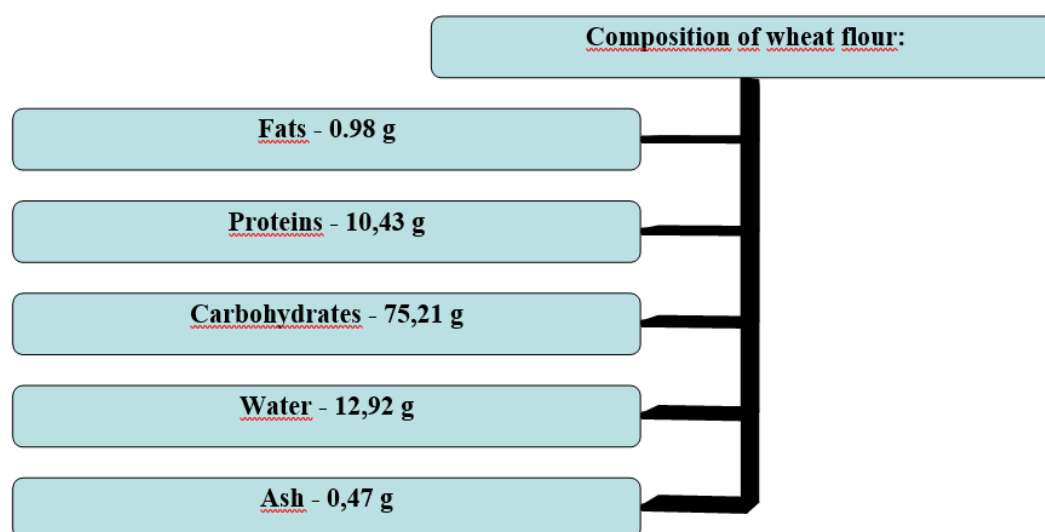 Composition of wheat flour:
Fats - 0.98 g
Proteins - 10,43 g
Carbohydrates - 75,21 g
Water - 12,92 g
Ash - 0,47 g